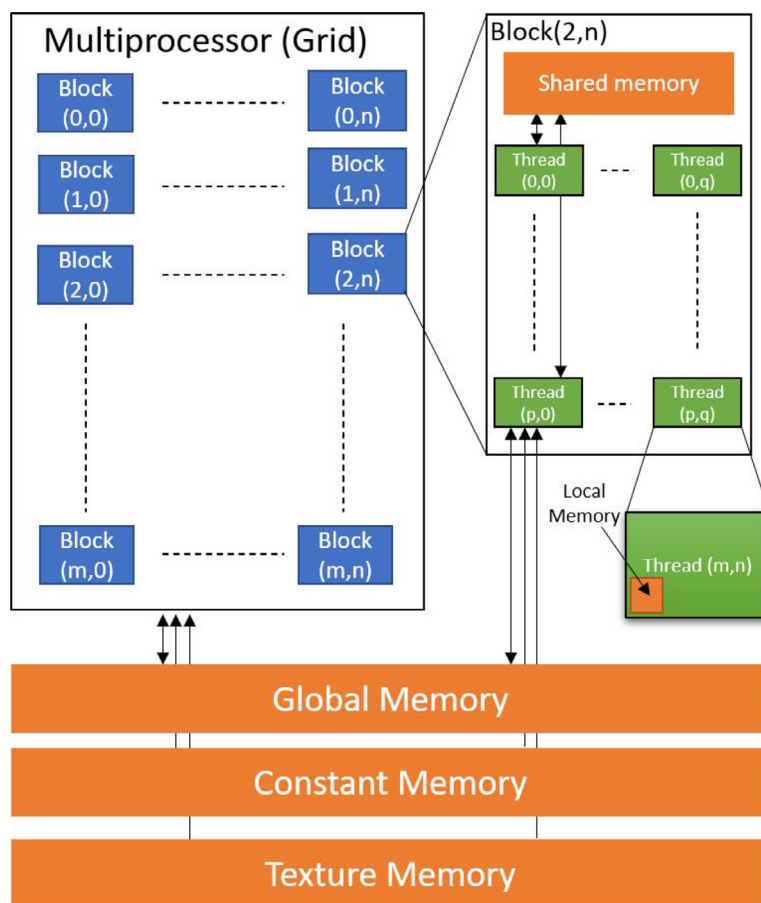 Multiprocessor (Grid)
Block
(0,0)
Block
(0,n)
Block
(1,0)
Block
(1,n)
Block
(2,0)
Block
(2,n)
Block
(m,0)
Block
(m,n)
Block(2,n)
Shared memory
Thread
(0,0)
Thread
(0,q)
Thread
(p,0)
Thread
(p,q)
Local
Memory
Thread (m,n)
Global Memory
Constant Memory
Texture Memory